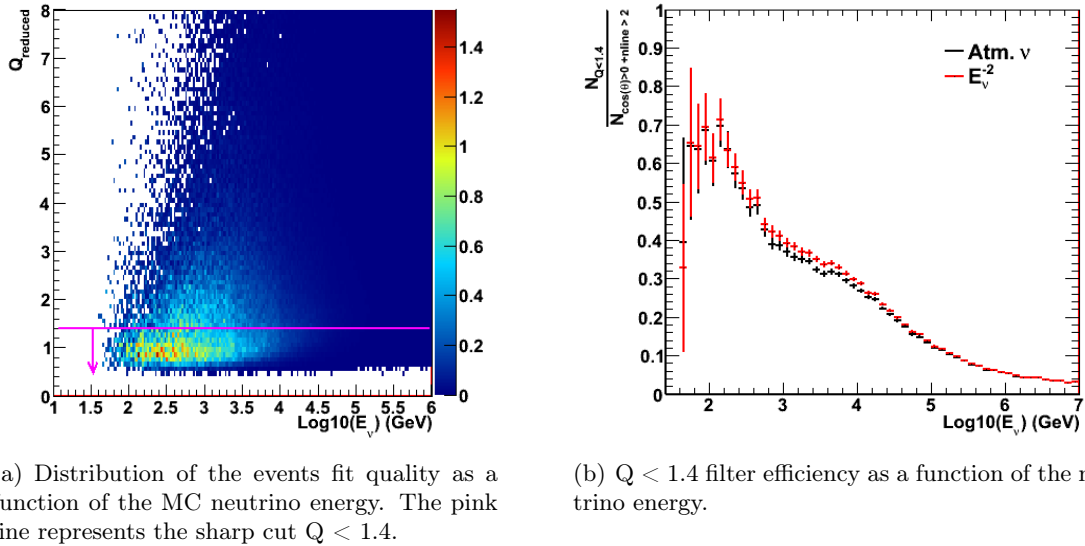 Q_reduced
8
7
6
5
4
3
2
1
0
1 1.5 2 2.5 3 3.5 4 4.5 5 5.5 6
Log10(E_ν) (GeV)
1.4
1.2
1
0.8
0.6
0.4
0.2
0
N_Q<1.4
N_cos(θ)>0 +nline > 2
1
0.9
0.8
0.7
0.6
0.5
0.4
0.3
0.2
0.1
0
2 3 4 5 6 7
Log10(E_ν) (GeV)
Atm. ν
E_ν^-2
a) Distribution of the events fit quality as a
function of the MC neutrino energy. The pink
ine represents the sharp cut Q < 1.4.
(b) Q < 1.4 filter efficiency as a function of the n
trino energy.